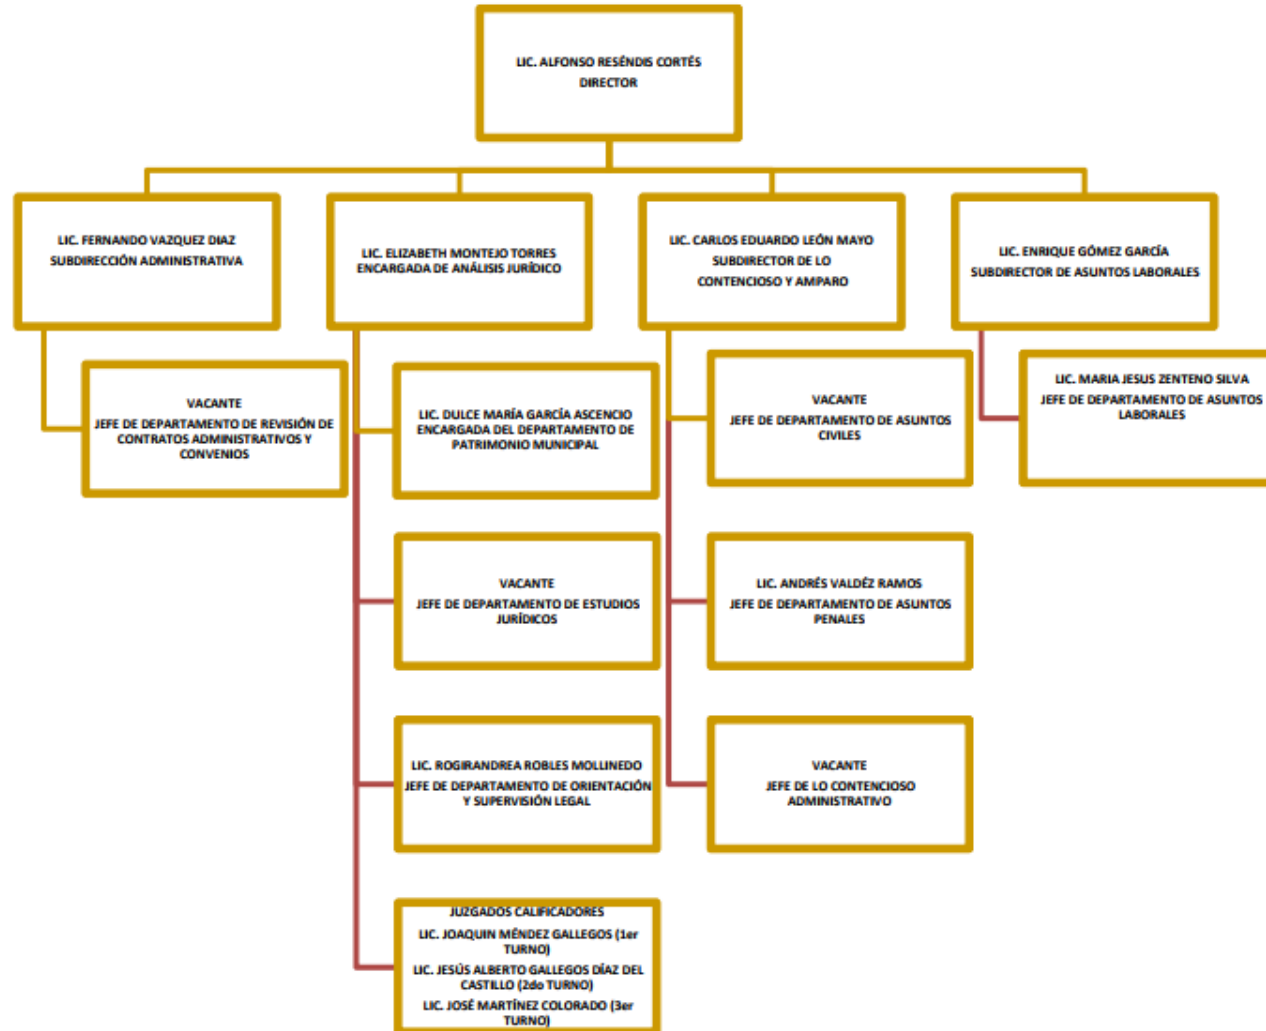 LIC. ALFONSO RESÉNDIS CORTÉS
DIRECTOR
LIC. FERNANDO VAZQUEZ DIAZ
SUBDIRECCIÓN ADMINISTRATIVA
LIC. ELIZABETH MONTEJO TORRES
ENCARGADA DE ANÁLISIS JURÍDICO
LIC. CARLOS EDUARDO LEÓN MAYO
SUBDIRECTOR DE LO
CONTENCIOSO Y AMPARO
LIC. ENRIQUE GÓMEZ GARCÍA
SUBDIRECTOR DE ASUNTOS LABORALES
VACANTE
JEFE DE DEPARTAMENTO DE REVISIÓN DE
CONTRATOS ADMINISTRATIVOS Y
CONVENIOS
LIC. DULCE MARÍA GARCÍA ASCENCIO
ENCARGADA DEL DEPARTAMENTO DE
PATRIMONIO MUNICIPAL
VACANTE
JEFE DE DEPARTAMENTO DE ASUNTOS
CIVILES
LIC. MARIA JESUS ZENTENO SILVA
JEFE DE DEPARTAMENTO DE ASUNTOS
LABORALES
VACANTE
JEFE DE DEPARTAMENTO DE ESTUDIOS
JURÍDICOS
LIC. ANDRÉS VALDÉZ RAMOS
JEFE DE DEPARTAMENTO DE ASUNTOS
PENALES
LIC. ROGIRANDREA ROBLES MOLLINEDO
JEFE DE DEPARTAMENTO DE ORIENTACIÓN
Y SUPERVISIÓN LEGAL
VACANTE
JEFE DE LO CONTENCIOSO
ADMINISTRATIVO
JUZGADOS CALIFICADORES
LIC. JOAQUIN MÉNDEZ GALLEGOS (1er
TURNO)
LIC. JESÚS ALBERTO GALLEGOS DÍAZ DEL
CASTILLO (2do TURNO)
LIC. JOSÉ MARTÍNEZ COLORADO (3er
TURNO)